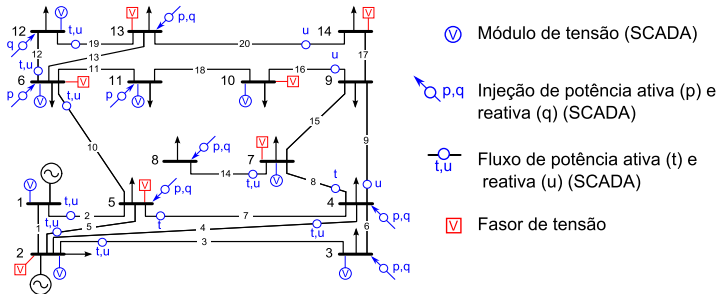 V
V
V
12
t,u
13
p,q
u
14
V
Módulo de tensão (SCADA)
q
19
20
12
13
17
t,u
u
6
11
11
18
10
16
9
V
V
p
V
t,u
p
V
p,q
Injeção de potência ativa (p) e
reativa (q) (SCADA)
15
9
10
V
p,q
8
7
t,u
Fluxo de potência ativa (t) e
reativa (u) (SCADA)
14
t,u
V
8
t
V
p,q
u
V
t,u
1
5
4
2
7
t,u
t
p,q
V
Fasor de tensão
1
5
4
t,u
6
3
2
t,u
3
V
V
V
p,q